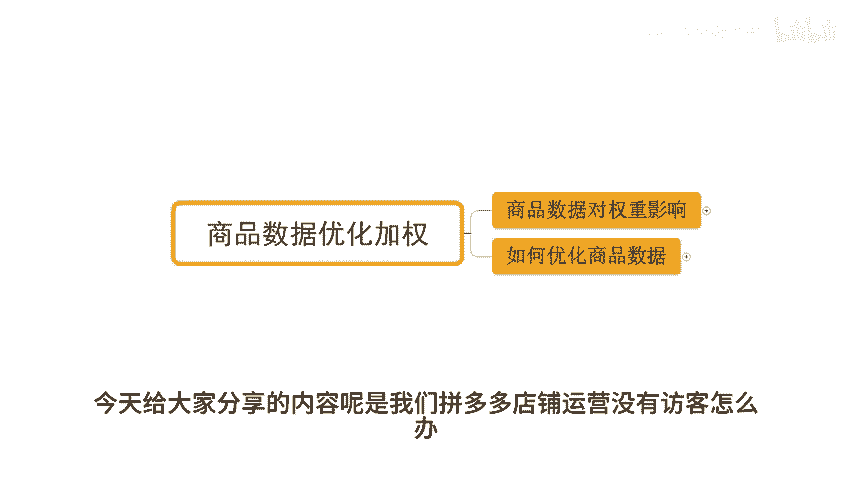 商品数据对权重影响
商品数据优化加权
如何优化商品数据
今天给大家分享的内容呢是我们拼多多店铺运营没有访客怎么
办